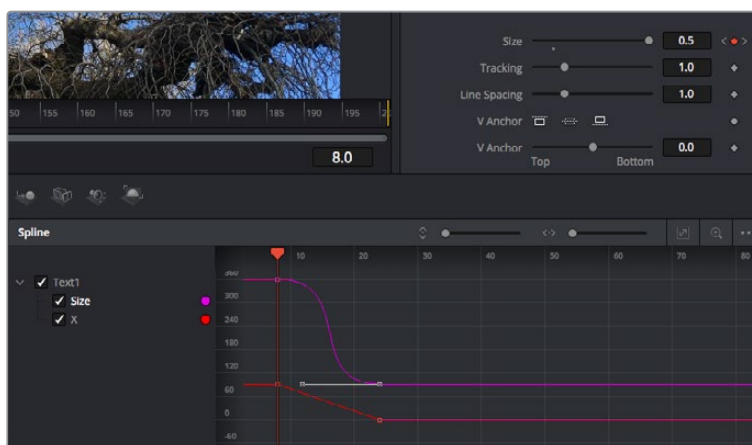 Size 0.5
Tracking 1.0
Line Spacing 1.0
V Anchor
V Anchor 0.0
Top Bottom
155 160 165 170 175 180 185 190 195
8.0
Spline
10 20 30 40 50 60 70 80
Text1
Size
X
300
240
180
120
60
0
-60